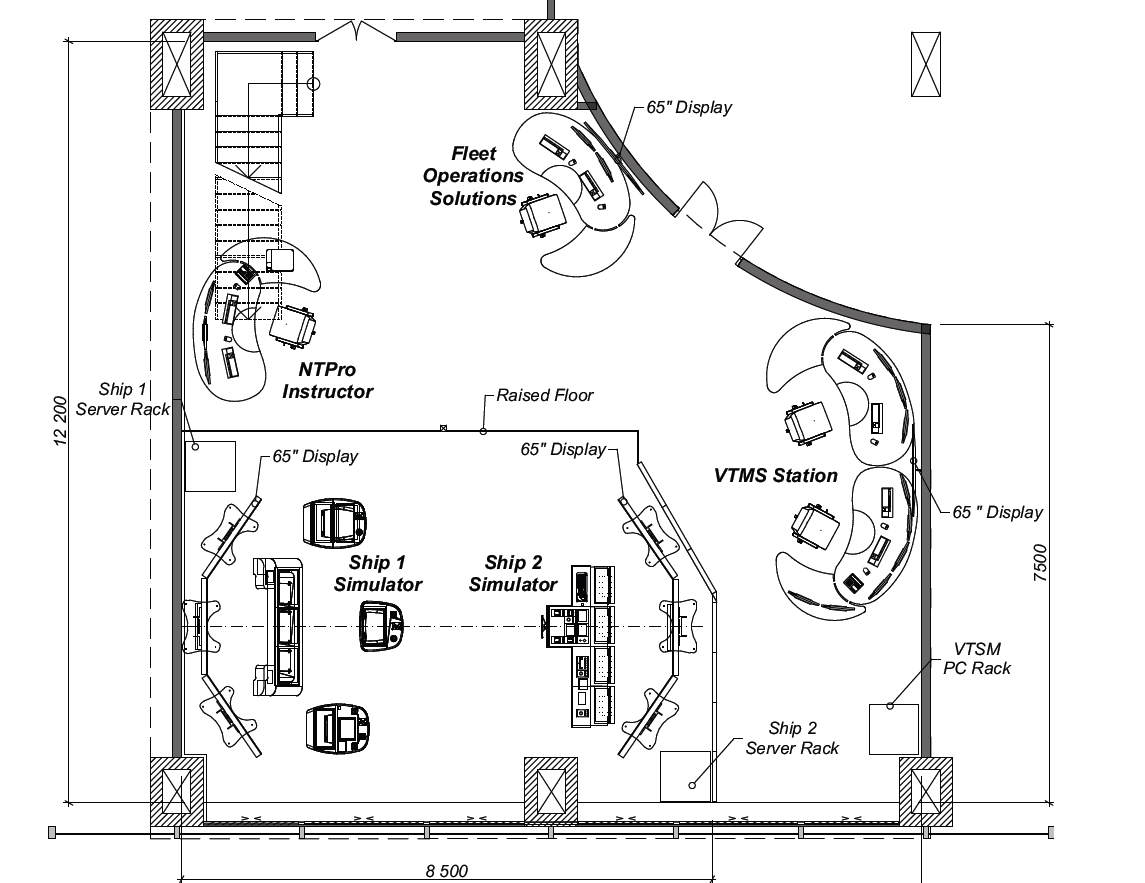 65" Display
Fleet
Operations
Solutions
NTPro
Instructor
Ship 1
Server Rack
Raised Floor
12 200
65" Display
65" Display
VTMS Station
65 " Display
Ship 1
Simulator
Ship 2
Simulator
7500
VTSM
PC Rack
Ship 2
Server Rack
8 500